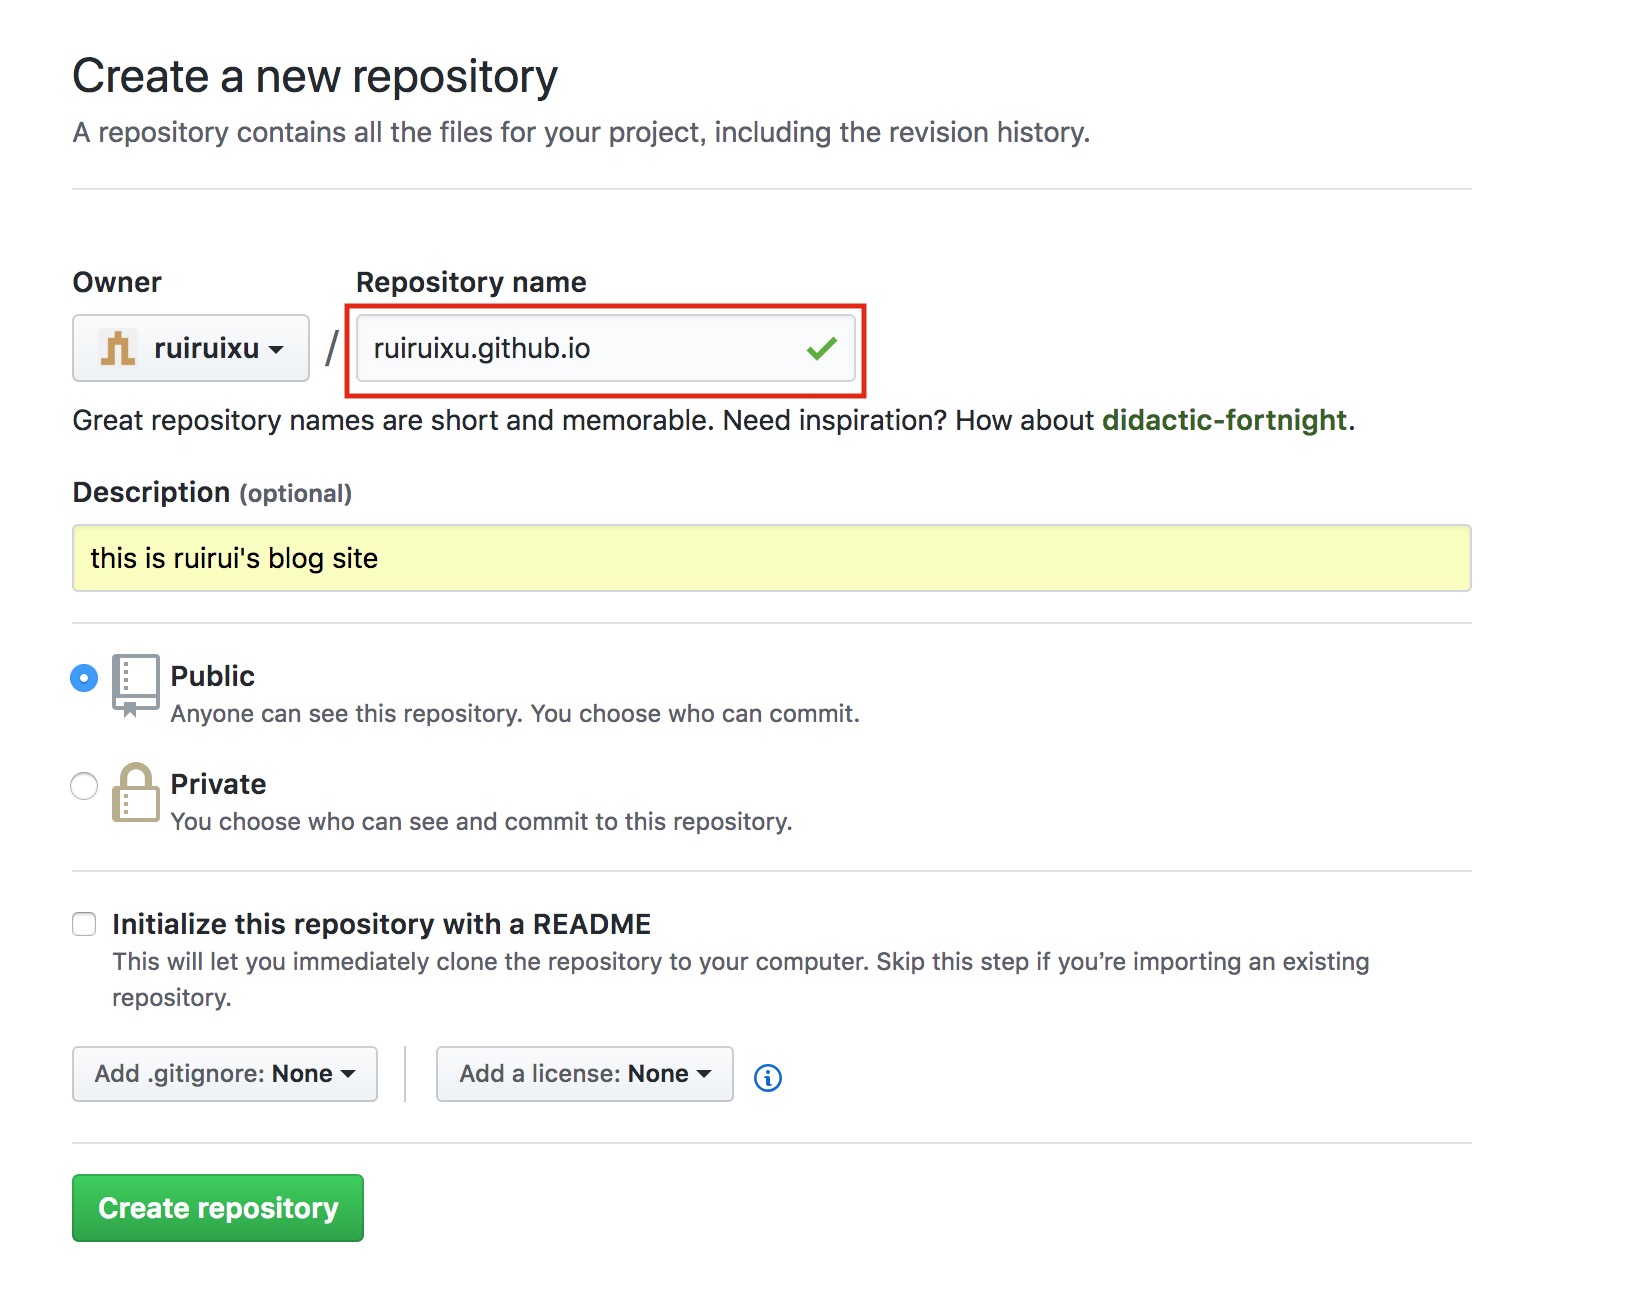 Create a new repository
A repository contains all the files for your project, including the revision history.
Owner Repository name
ruiruixu / ruiruixu.github.io
Great repository names are short and memorable. Need inspiration? How about didactic-fortnight.
Description (optional)
this is ruirui's blog site
Public
Anyone can see this repository. You choose who can commit.
Private
You choose who can see and commit to this repository.
Initialize this repository with a README
This will let you immediately clone the repository to your computer. Skip this step if you’re importing an existing
repository.
Add .gitignore: None Add a license: None
Create repository